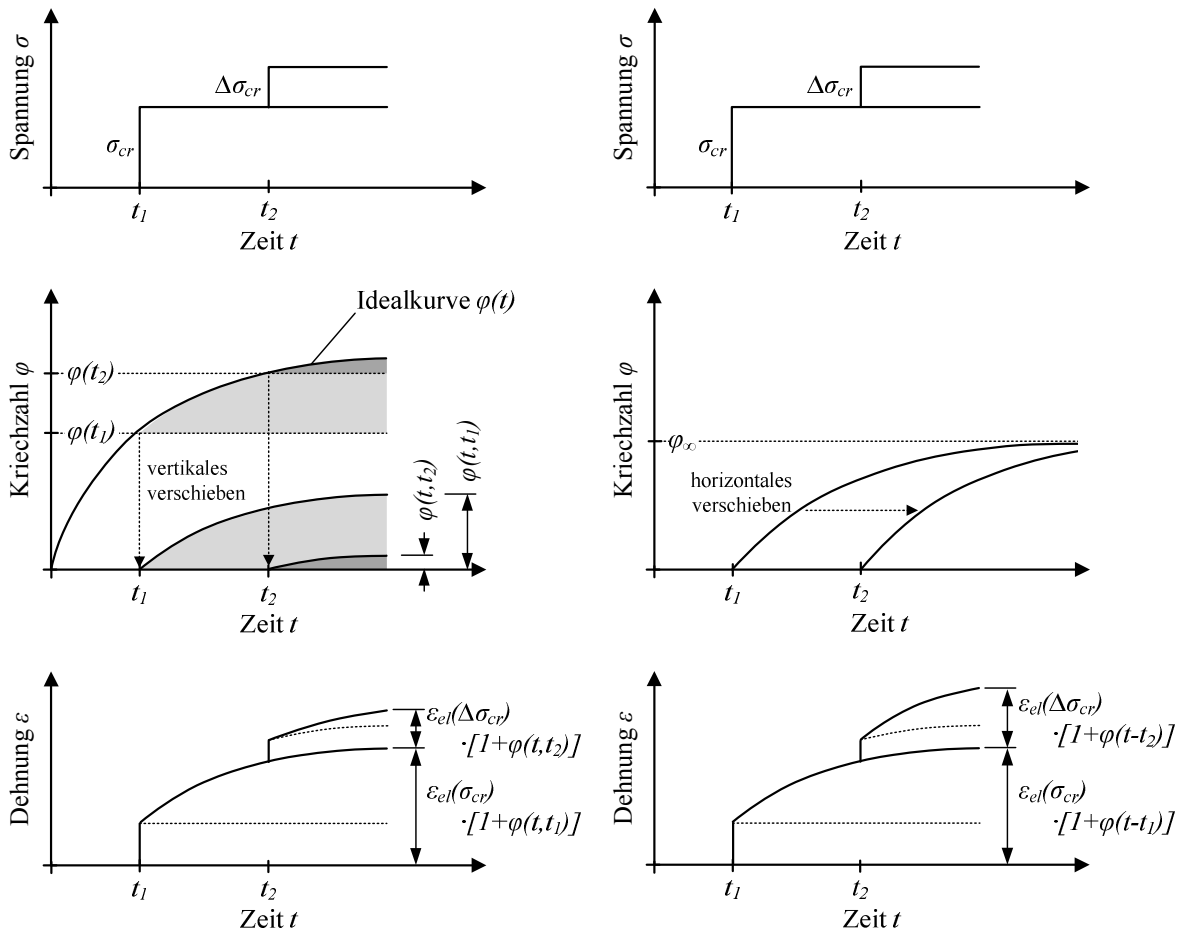 Spannung σ
Δσcr
σcr
t1
t2
Zeit t
Spannung σ
Δσcr
σcr
t1
t2
Zeit t
Kriechzahl φ
Idealkurve φ(t)
φ(t2)
φ(t1)
vertikales
verschieben
φ(t,t2)
φ(t,t1)
t1
t2
Zeit t
Kriechzahl φ
φ∞
horizontales
verschieben
t1
t2
Zeit t
Dehnung ε
εel(Δσcr)
·[1+φ(t,t2)]
εel(σcr)
·[1+φ(t,t1)]
t1
t2
Zeit t
Dehnung ε
εel(Δσcr)
·[1+φ(t-t2)]
εel(σcr)
·[1+φ(t-t1)]
t1
t2
Zeit t